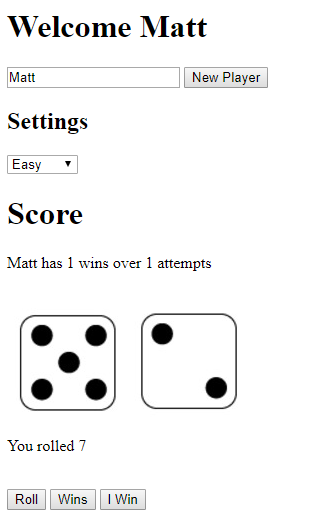 Welcome Matt
Matt New Player
Settings
Easy
Score
Matt has 1 wins over 1 attempts
You rolled 7
Roll Wins I Win